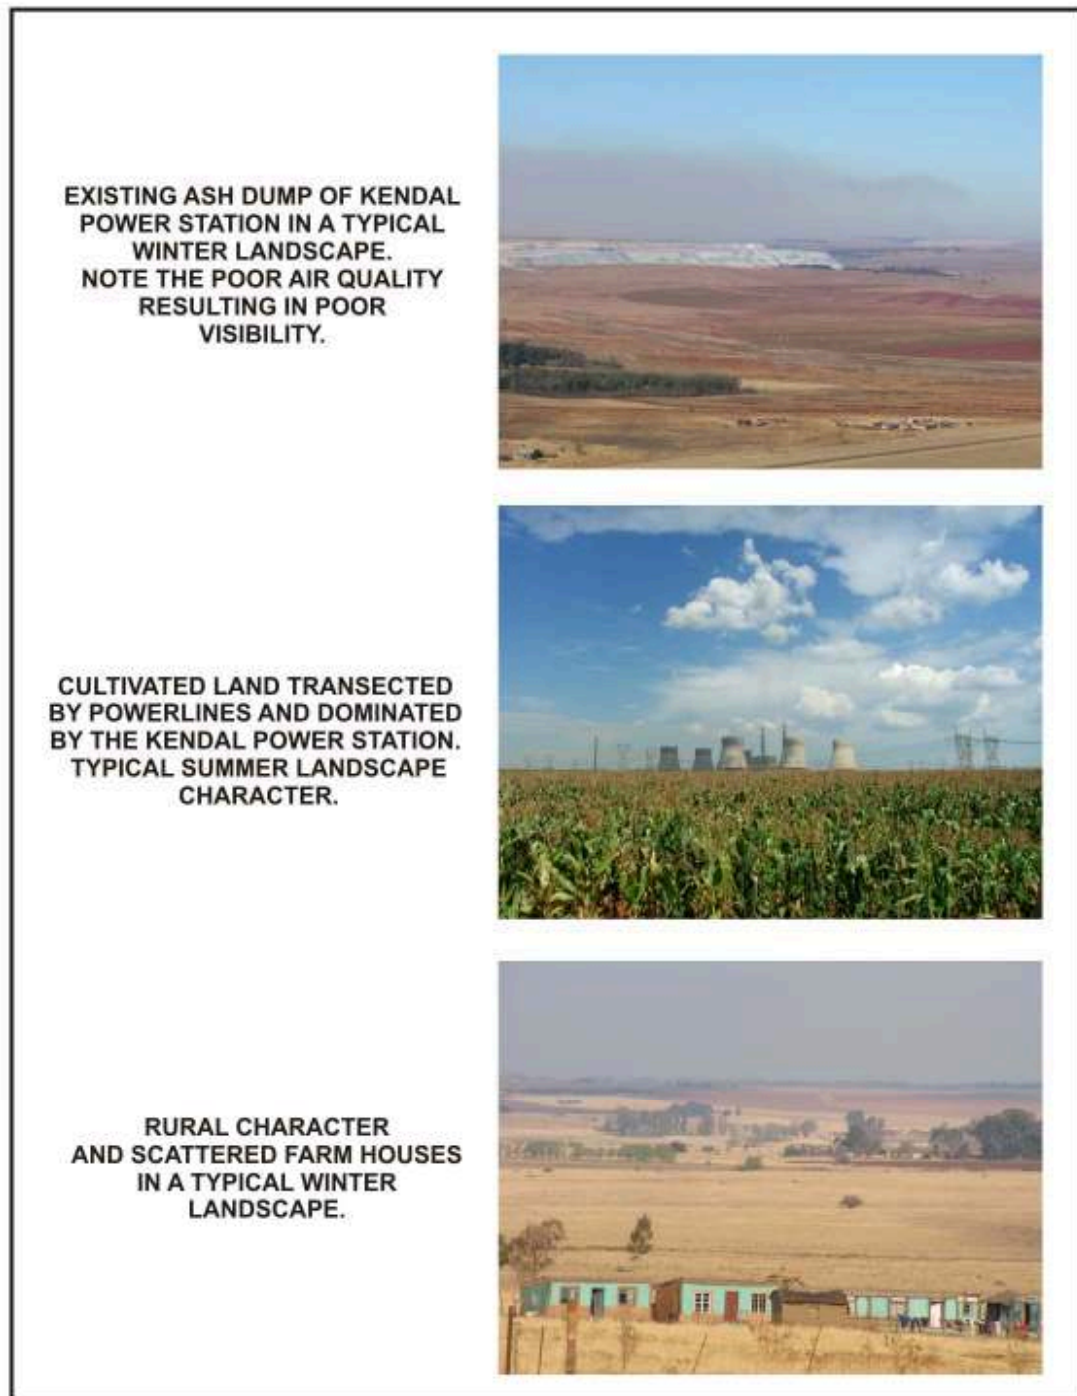 EXISTING ASH DUMP OF KENDAL
POWER STATION IN A TYPICAL
WINTER LANDSCAPE.
NOTE THE POOR AIR QUALITY
RESULTING IN POOR
VISIBILITY.
CULTIVATED LAND TRANSECTED
BY POWERLINES AND DOMINATED
BY THE KENDAL POWER STATION.
TYPICAL SUMMER LANDSCAPE
CHARACTER.
RURAL CHARACTER
AND SCATTERED FARM HOUSES
IN A TYPICAL WINTER
LANDSCAPE.